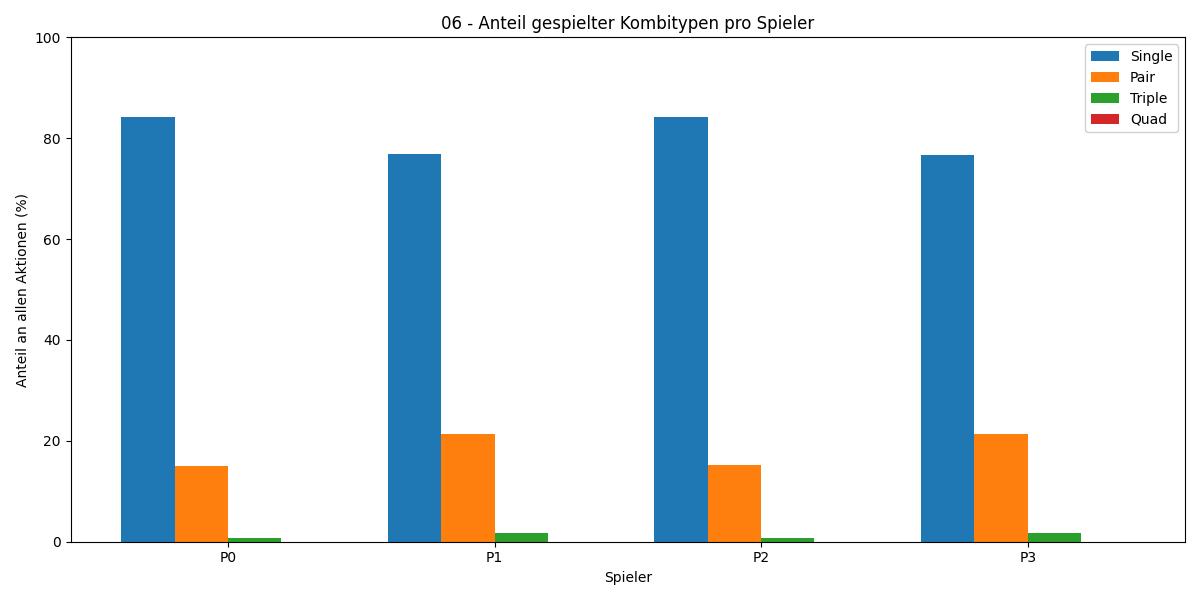 06 - Anteil gespielter Kombitypen pro Spieler
Anteil an allen Aktionen (%)
100
80
60
40
20
0
Single
Pair
Triple
Quad
P0
P1
P2
P3
Spieler